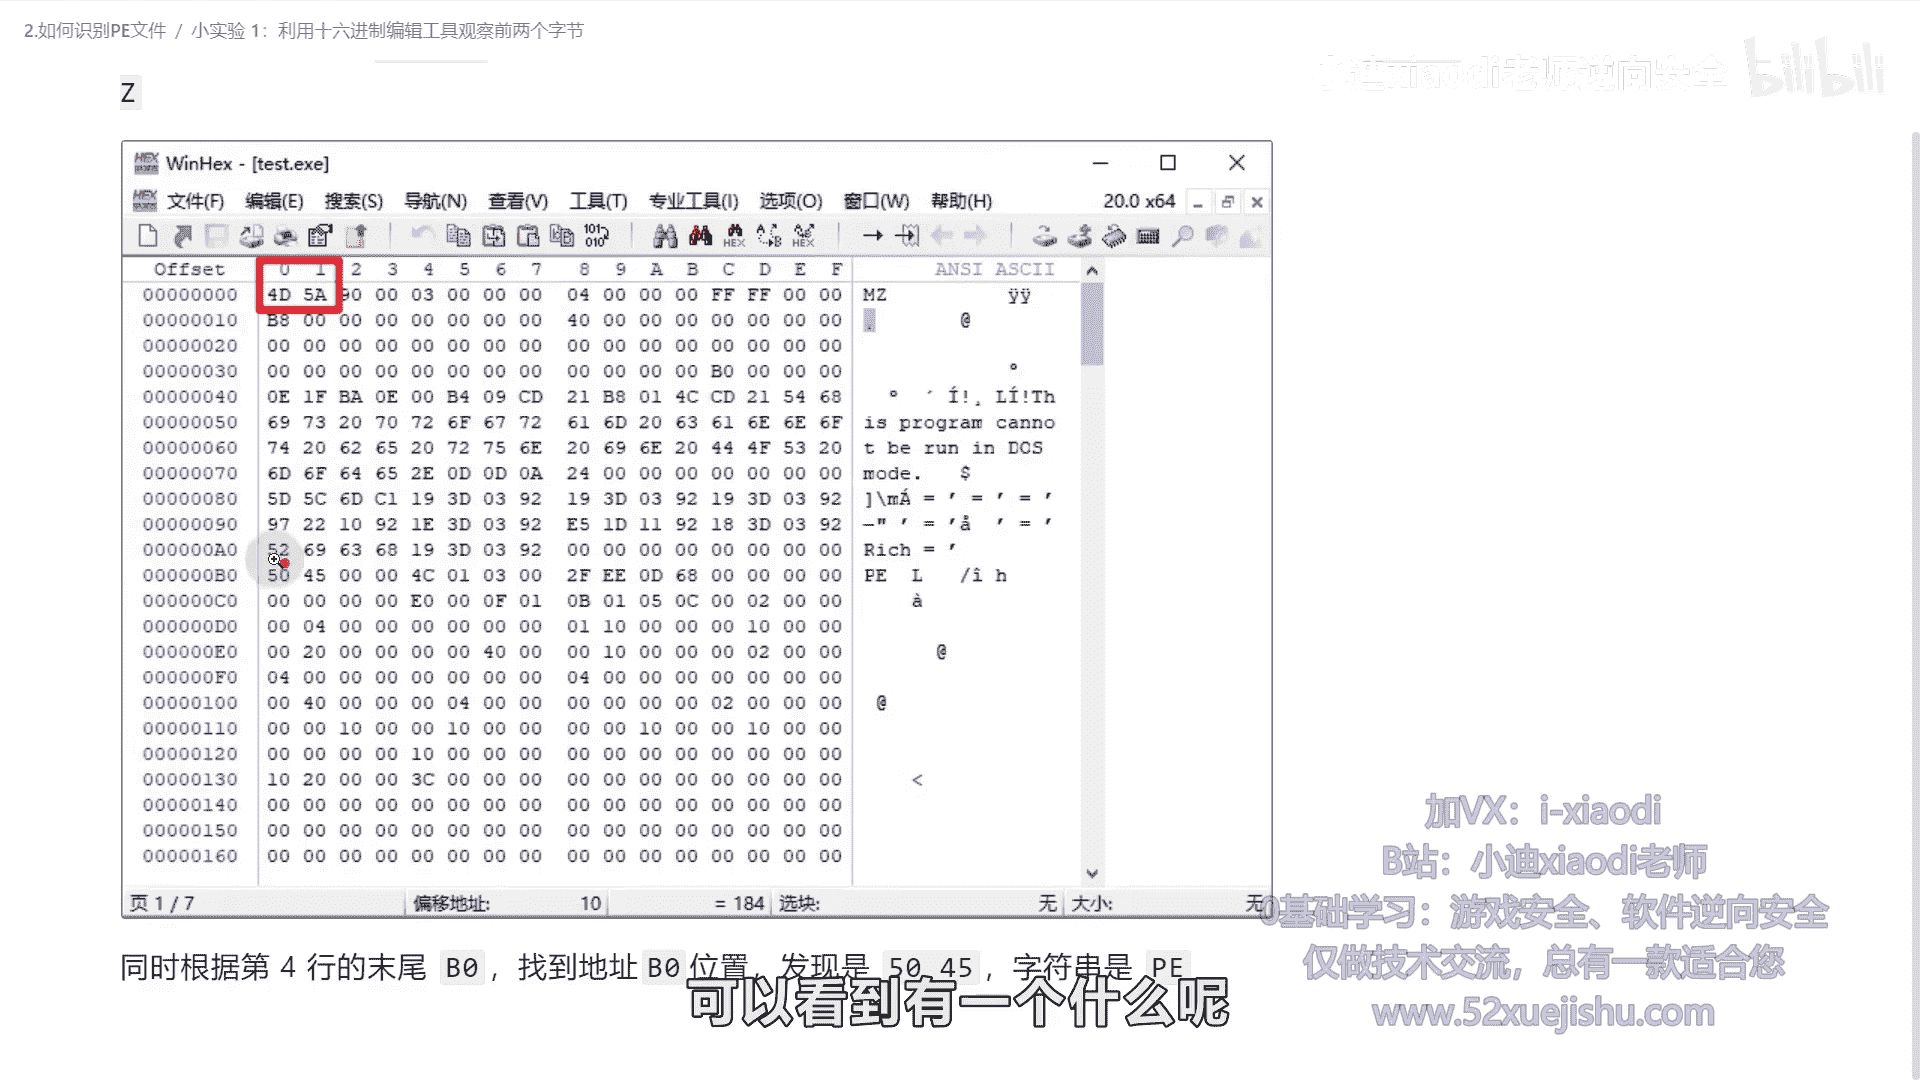 2.如何识别PE文件 / 小实验 1：利用十六进制编辑工具观察前两个字节
xiaodi老师逆向安全 bilibili
Z
WinHex - [test.exe]
文件(F) 编辑(E) 搜索(S) 导航(N) 查看(V) 工具(T) 专业工具(I) 选项(O) 窗口(W) 帮助(H) 20.0 x64
Offset 0 1 2 3 4 5 6 7 8 9 A B C D E F ANSI ASCII
00000000 4D 5A 90 00 03 00 00 00 04 00 00 00 FF FF 00 00 MZ ÿÿ
00000010 B8 00 00 00 00 00 00 00 40 00 00 00 00 00 00 00 ¸ @
00000020 00 00 00 00 00 00 00 00 00 00 00 00 00 00 00 00
00000030 00 00 00 00 00 00 00 00 00 00 00 00 B0 00 00 00 °
00000040 0E 1F BA 0E 00 B4 09 CD 21 B8 01 4C CD 21 54 68 º ´ Í!¸ LÍ!Th
00000050 69 73 20 70 72 6F 67 72 61 6D 20 63 61 6E 6E 6F is program canno
00000060 74 20 62 65 20 72 75 6E 20 69 6E 20 44 4F 53 20 t be run in DOS
00000070 6D 6F 64 65 2E 0D 0D 0A 24 00 00 00 00 00 00 00 mode. $
00000080 5D 5C 6D C1 19 3D 03 92 19 3D 03 92 19 3D 03 92 ]\mÁ = ’ = ’ = ’
00000090 97 22 10 92 1E 3D 03 92 E5 1D 11 92 18 3D 03 92 —" ’ = ’å ’ = ’
000000A0 52 69 63 68 19 3D 03 92 00 00 00 00 00 00 00 00 Rich = ’
000000B0 50 45 00 00 4C 01 03 00 2F EE 0D 68 00 00 00 00 PE L /î h
000000C0 00 00 00 00 E0 00 0F 01 0B 01 05 0C 00 02 00 00 à
000000D0 00 04 00 00 00 00 00 00 01 10 00 00 00 10 00 00
000000E0 00 20 00 00 00 00 40 00 00 10 00 00 00 02 00 00 @
000000F0 04 00 00 00 00 00 00 00 04 00 00 00 00 00 00 00
00000100 00 40 00 00 00 04 00 00 00 00 00 00 02 00 00 00 @
00000110 00 00 10 00 00 10 00 00 00 00 10 00 00 10 00 00
00000120 00 00 00 00 10 00 00 00 00 00 00 00 00 00 00 00
00000130 10 20 00 00 3C 00 00 00 00 00 00 00 00 00 00 00 <
00000140 00 00 00 00 00 00 00 00 00 00 00 00 00 00 00 00
00000150 00 00 00 00 00 00 00 00 00 00 00 00 00 00 00 00
00000160 00 00 00 00 00 00 00 00 00 00 00 00 00 00 00 00
页 1 / 7 偏移地址: 10 = 184 选块: 无 大小: 无
同时根据第 4 行的末尾 B0，找到地址 B0 位置，发现是 50 45，字符串是 PE
可以看到有一个什么呢
加VX：i-xiaodi
B站：小迪xiaodi老师
0基础学习：游戏安全、软件逆向安全
仅做技术交流，总有一款适合您
www.52xuejishu.com